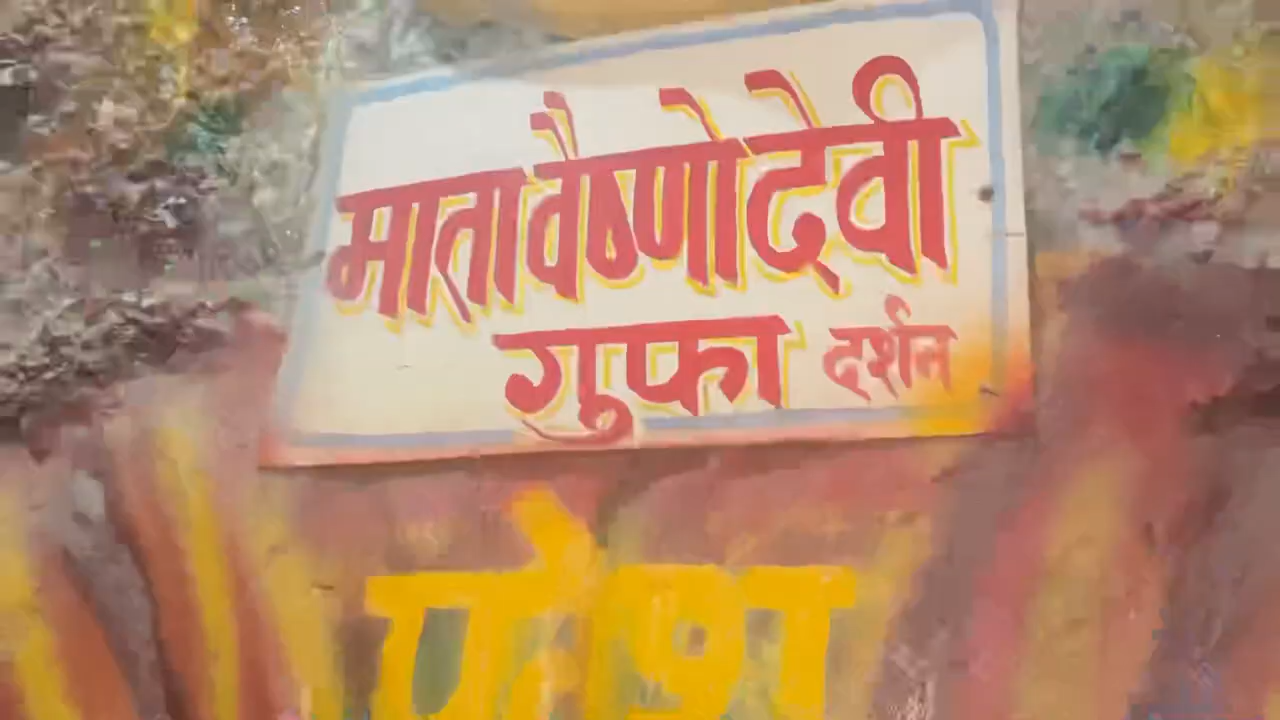 माता वैष्णो देवी
गुफा दर्शन